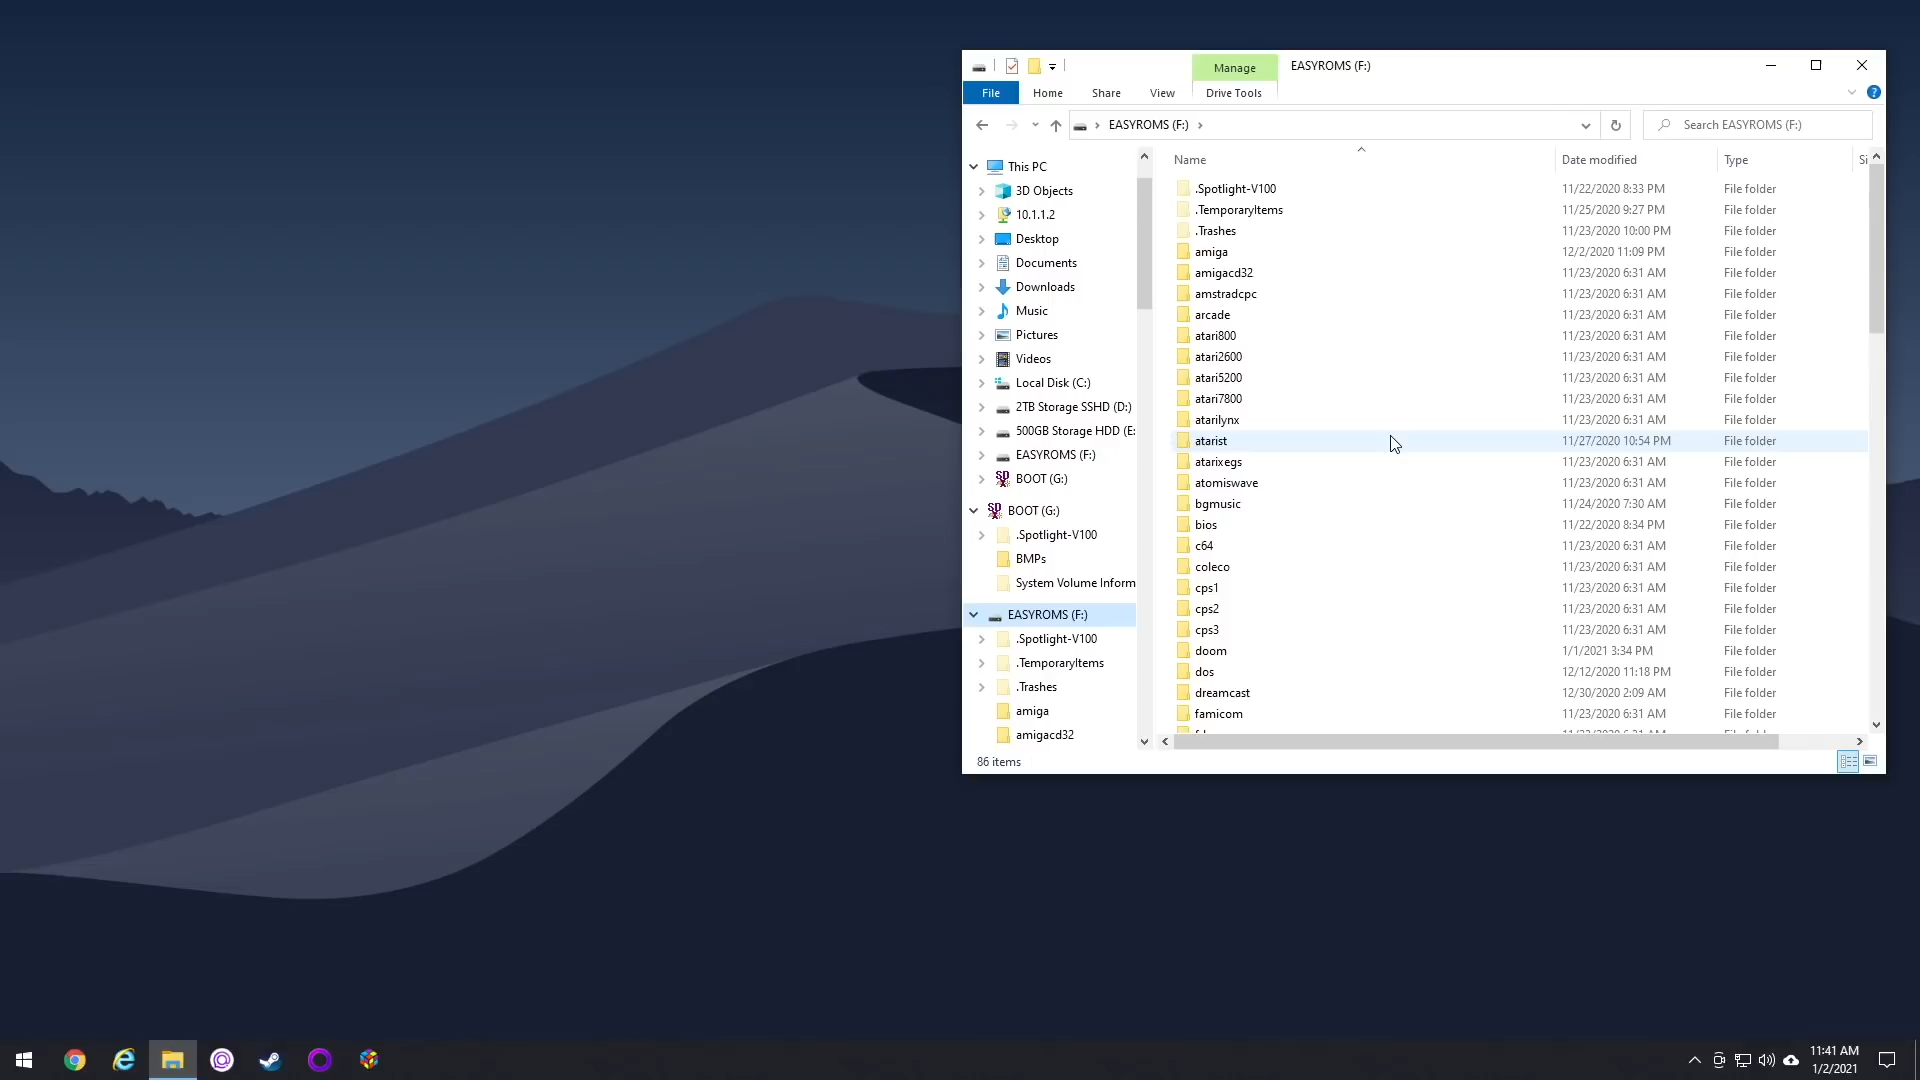 Manage
EASYROMS (F:)
File
Home
Share
View
Drive Tools
EASYROMS (F:)
Search EASYROMS (F:)
This PC
3D Objects
10.1.1.2
Desktop
Documents
Downloads
Music
Pictures
Videos
Local Disk (C:)
2TB Storage SSHD (D:)
500GB Storage HDD (E:
EASYROMS (F:)
BOOT (G:)
BOOT (G:)
.Spotlight-V100
BMPs
System Volume Inform
EASYROMS (F:)
.Spotlight-V100
.TemporaryItems
.Trashes
amiga
amigacd32
Name Date modified Type Si
.Spotlight-V100 11/22/2020 8:33 PM File folder
.TemporaryItems 11/25/2020 9:27 PM File folder
.Trashes 11/23/2020 10:00 PM File folder
amiga 12/2/2020 11:09 PM File folder
amigacd32 11/23/2020 6:31 AM File folder
amstradcpc 11/23/2020 6:31 AM File folder
arcade 11/23/2020 6:31 AM File folder
atari800 11/23/2020 6:31 AM File folder
atari2600 11/23/2020 6:31 AM File folder
atari5200 11/23/2020 6:31 AM File folder
atari7800 11/23/2020 6:31 AM File folder
atarilynx 11/23/2020 6:31 AM File folder
atarist 11/27/2020 10:54 PM File folder
atarixegs 11/23/2020 6:31 AM File folder
atomiswave 11/23/2020 6:31 AM File folder
bgmusic 11/24/2020 7:30 AM File folder
bios 11/22/2020 8:34 PM File folder
c64 11/23/2020 6:31 AM File folder
coleco 11/23/2020 6:31 AM File folder
cps1 11/23/2020 6:31 AM File folder
cps2 11/23/2020 6:31 AM File folder
cps3 11/23/2020 6:31 AM File folder
doom 1/1/2021 3:34 PM File folder
dos 12/12/2020 11:18 PM File folder
dreamcast 12/30/2020 2:09 AM File folder
famicom 11/23/2020 6:31 AM File folder
86 items
11:41 AM
1/2/2021